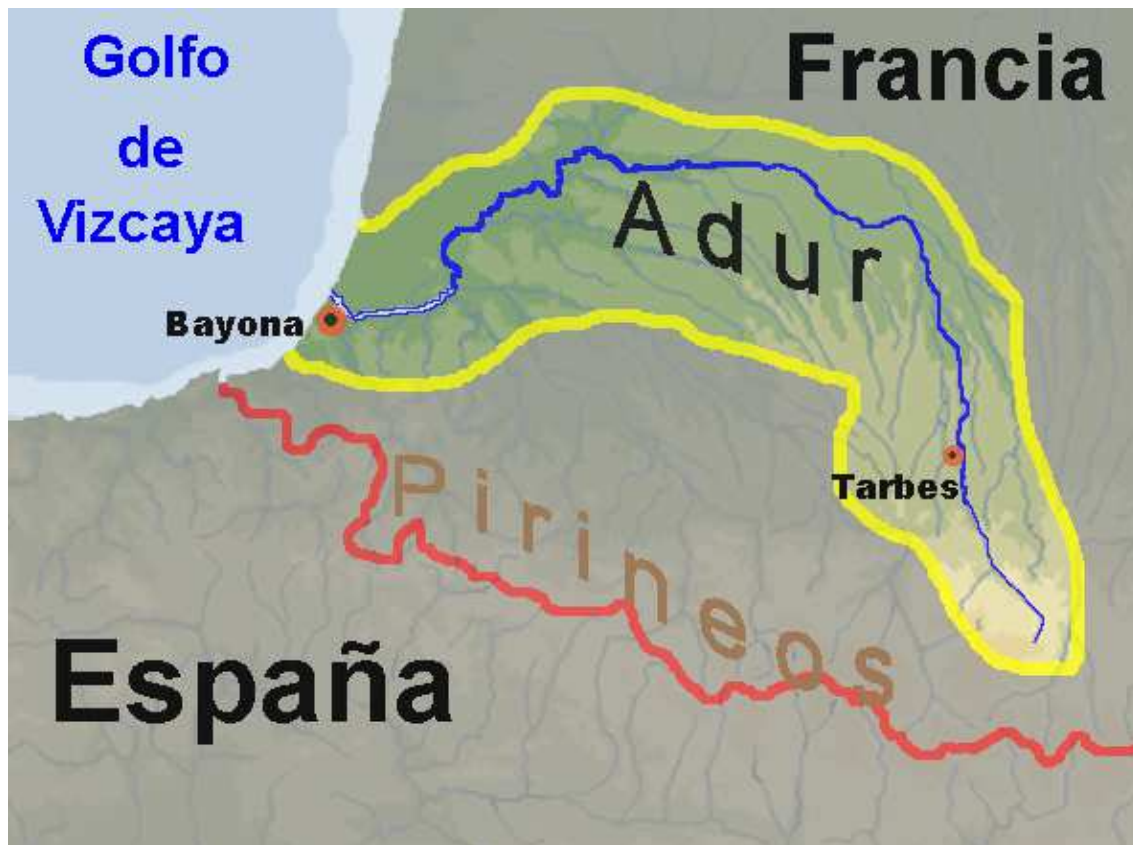 Golfo
de
Vizcaya
Francia
Adur
Bayona
Tarbes
Pirineos
España